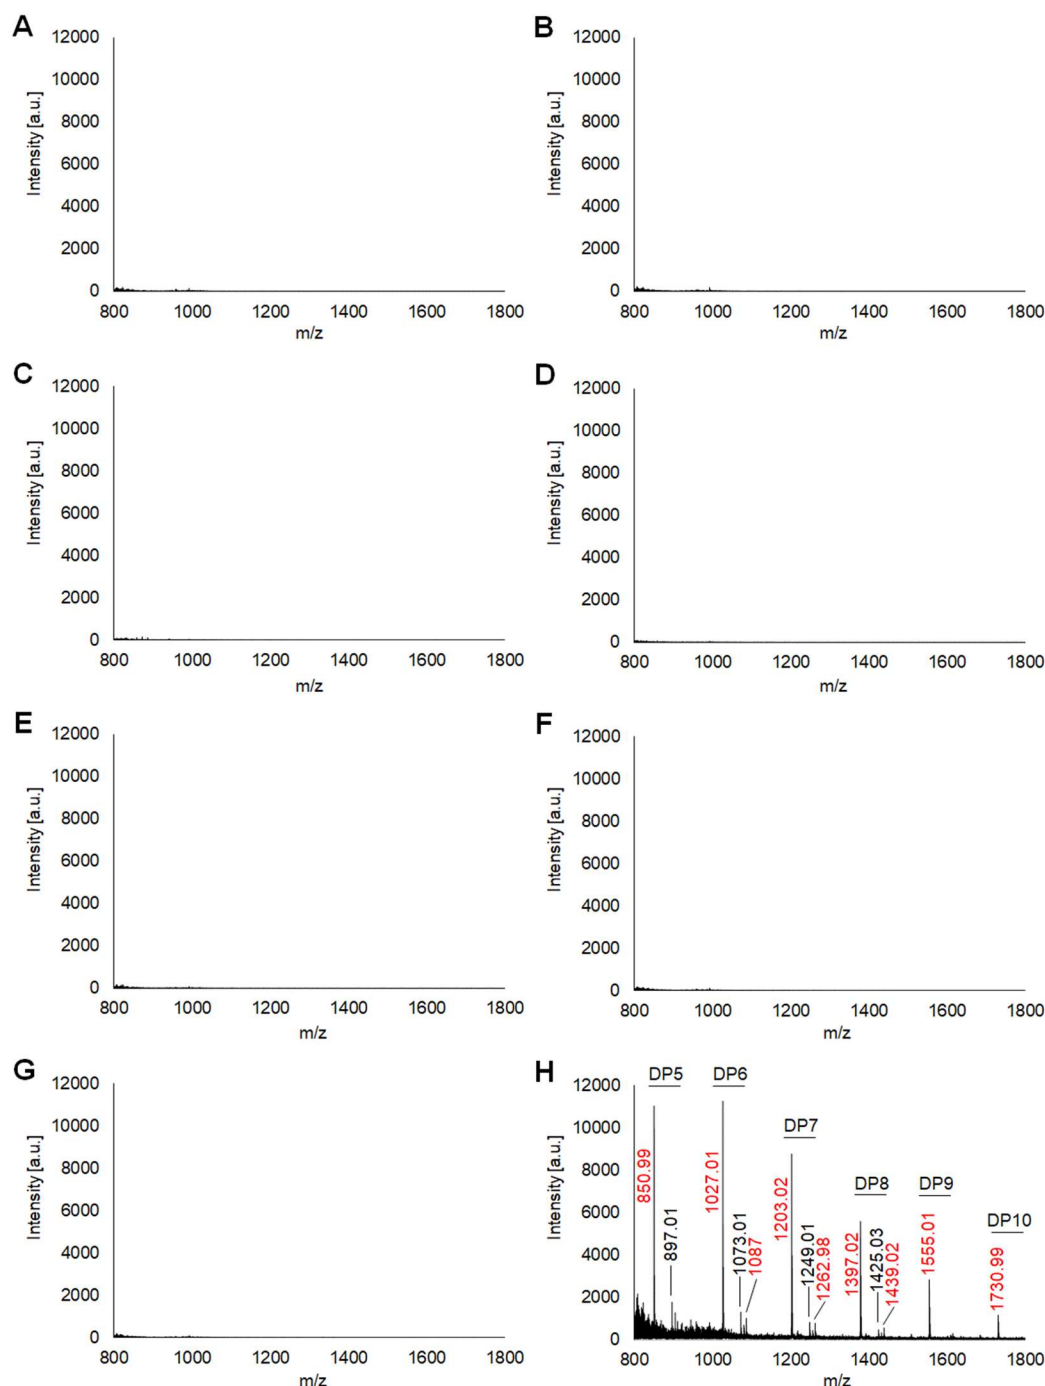 A
12000
10000
8000
6000
4000
2000
0
Intensity [a.u.]
800 1000 1200 1400 1600 1800
m/z
B
12000
10000
8000
6000
4000
2000
0
Intensity [a.u.]
800 1000 1200 1400 1600 1800
m/z
C
12000
10000
8000
6000
4000
2000
0
Intensity [a.u.]
800 1000 1200 1400 1600 1800
m/z
D
12000
10000
8000
6000
4000
2000
0
Intensity [a.u.]
800 1000 1200 1400 1600 1800
m/z
E
12000
10000
8000
6000
4000
2000
0
Intensity [a.u.]
800 1000 1200 1400 1600 1800
m/z
F
12000
10000
8000
6000
4000
2000
0
Intensity [a.u.]
800 1000 1200 1400 1600 1800
m/z
G
12000
10000
8000
6000
4000
2000
0
Intensity [a.u.]
800 1000 1200 1400 1600 1800
m/z
H
12000
10000
8000
6000
4000
2000
0
Intensity [a.u.]
DP5
DP6
DP7
DP8
DP9
DP10
850.99
897.01
1027.01
1073.01
1087
1203.02
1249.01
1262.98
1397.02
1425.03
1439.02
1555.01
1730.99
800 1000 1200 1400 1600 1800
m/z